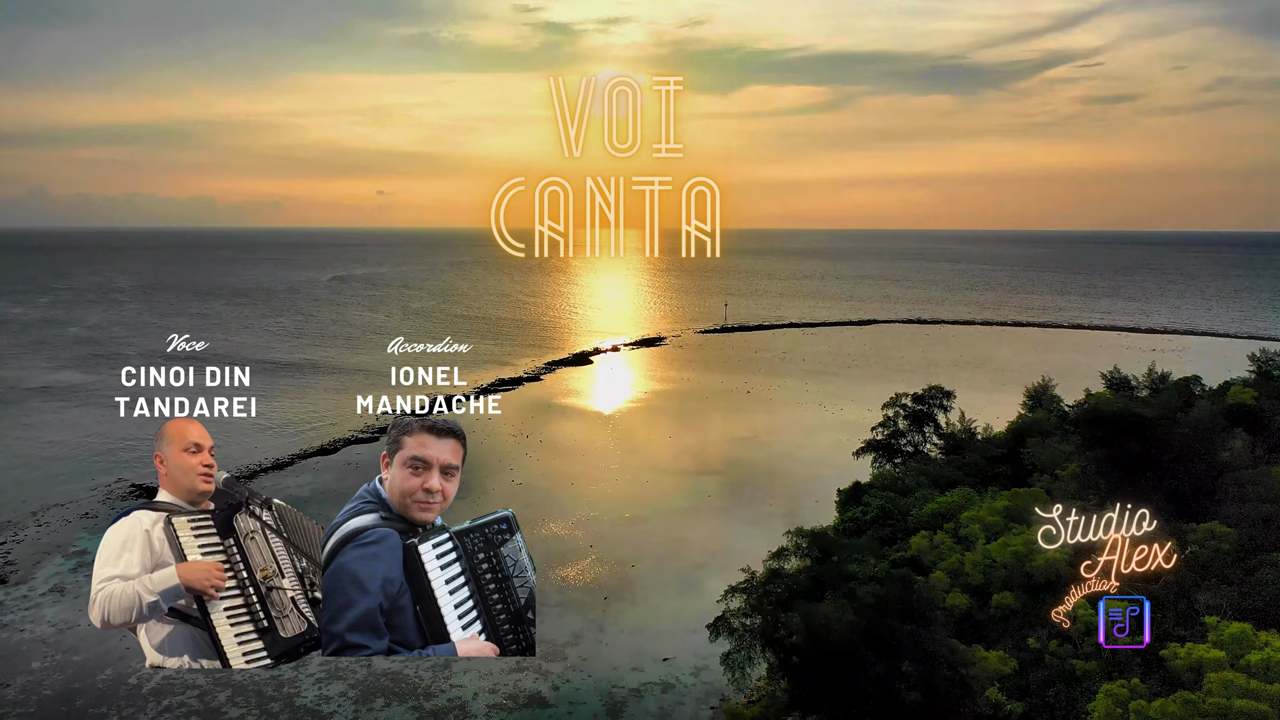 VOI
CANTA
Voce
CINOI DIN
TANDAREI
Accordion
IONEL
MANDACHE
Studio
Alex
Production